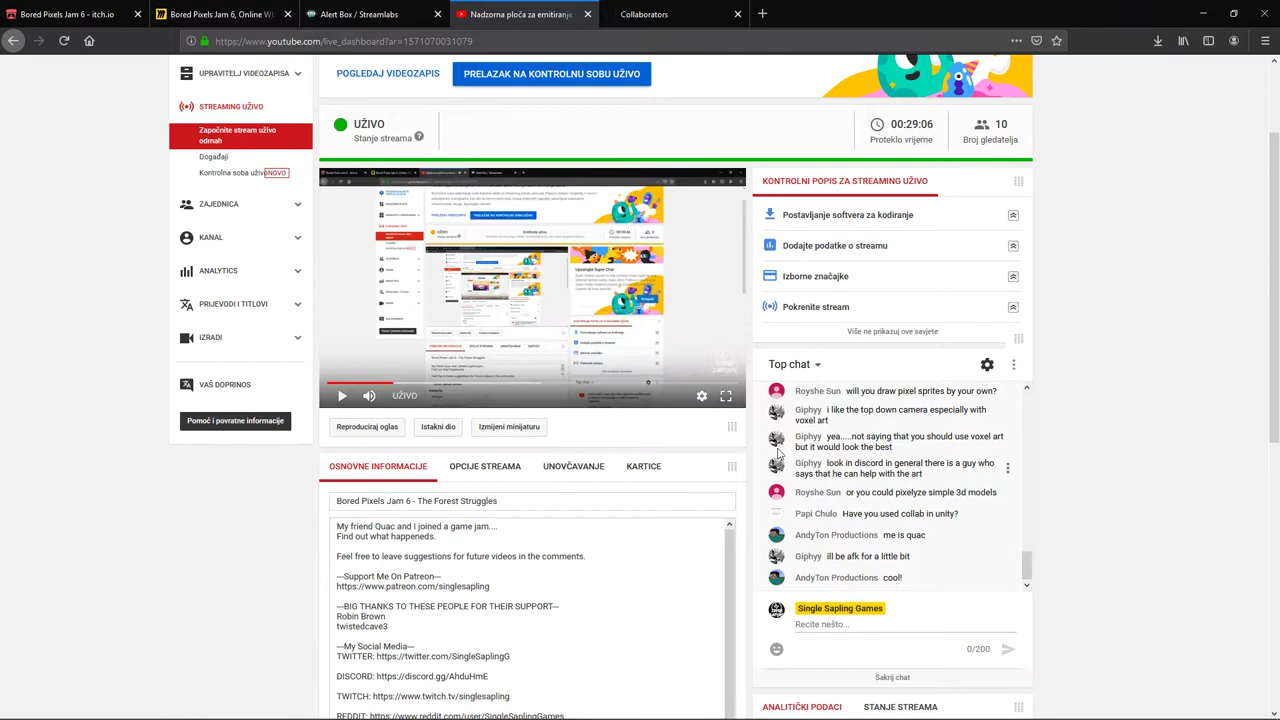 Bored Pixels Jam 6 - itch.io
Bored Pixels Jam 6, Online Wh
Alert Box / Streamlabs
Nadzorna ploča za emitiranje
Collaborators
https://www.youtube.com/live_dashboard?ar=1571070031079
UPRAVITELJ VIDEOZAPISA
STREAMING UŽIVO
Započnite stream uživo
odmah
Događaji
Kontrolna soba uživo
NOVO
ZAJEDNICA
KANAL
ANALYTICS
PRIJEVODI I TITLOVI
IZRADI
VAŠ DOPRINOS
Pomoć i povratne informacije
POGLEDAJ VIDEOZAPIS
PRELAZAK NA KONTROLNU SOBU UŽIVO
UŽIVO
Stanje streama
00:29:06
Proteklo vrijeme
10
Broj gledatelja
UŽIVO
Reproduciraj oglas
Istakni dio
Izmijeni minijaturu
OSNOVNE INFORMACIJE
OPCIJE STREAMA
UNOVČAVANJE
KARTICE
Bored Pixels Jam 6 - The Forest Struggles
My friend Quac and I joined a game jam....
Find out what happeneds.
Feel free to leave suggestions for future videos in the comments.
---Support Me On Patreon---
https://www.patreon.com/singlesapling
---BIG THANKS TO THESE PEOPLE FOR THEIR SUPPORT---
Robin Brown
twistedcave3
---My Social Media---
TWITTER: https://twitter.com/SingleSaplingG
DISCORD: https://discord.gg/AhduHmE
TWITCH: https://www.twitch.tv/singlesapling
REDDIT: https://www.reddit.com/user/SingleSaplingGames
KONTROLNI POPIS ZA STREAMING UŽIVO
Postavljanje softvera za kodiranje
Dodajte podatke o streamu
Izborne značajke
Pokrenite stream
Više ne prikazuj ove savjete
Top chat
Royshe Sun will you draw pixel sprites by your own?
Giphyy i like the top down camera especially with
voxel art
Giphyy yea.....not saying that you should use voxel art
but it would look the best
Giphyy look in discord in general there is a guy who
says that he can help with the art
Royshe Sun or you could pixelyze simple 3d models
Papi Chulo Have you used collab in unity?
AndyTon Productions me is quac
Giphyy ill be afk for a little bit
AndyTon Productions cool!
Single Sapling Games
Recite nešto...
0/200
Sakrij chat
ANALITIČKI PODACI
STANJE STREAMA